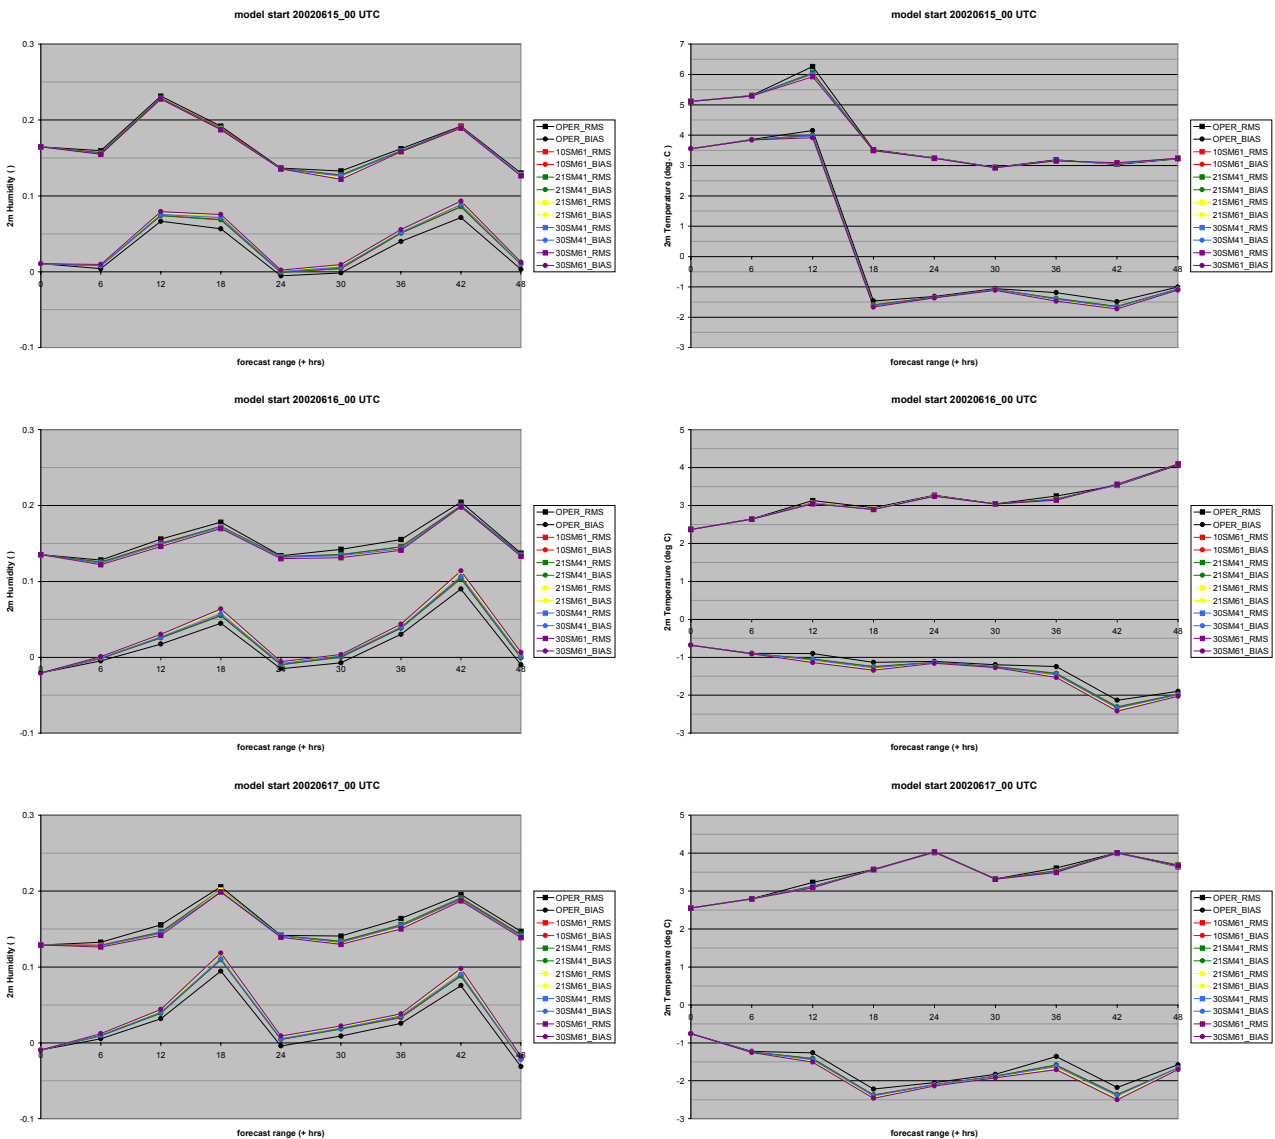 model start 20020615_00 UTC
0.3
0.2
0.1
0
-0.1
2m Humidity ( )
0 6 12 18 24 30 36 42 48
forecast range (+ hrs)
OPER_RMS
OPER_BIAS
10SM61_RMS
10SM61_BIAS
21SM41_RMS
21SM41_BIAS
21SM61_RMS
21SM61_BIAS
30SM41_RMS
30SM41_BIAS
30SM61_RMS
30SM61_BIAS
model start 20020615_00 UTC
7
6
5
4
3
2
1
0
-1
-2
-3
2m Temperature (deg. C )
0 6 12 18 24 30 36 42 48
forecast range (+ hrs)
OPER_RMS
OPER_BIAS
10SM61_RMS
10SM61_BIAS
21SM41_RMS
21SM41_BIAS
21SM61_RMS
21SM61_BIAS
30SM41_RMS
30SM41_BIAS
30SM61_RMS
30SM61_BIAS
model start 20020616_00 UTC
0.3
0.2
0.1
0
-0.1
2m Humidity ( )
0 6 12 18 24 30 36 42 48
forecast range (+ hrs)
OPER_RMS
OPER_BIAS
10SM61_RMS
10SM61_BIAS
21SM41_RMS
21SM41_BIAS
21SM61_RMS
21SM61_BIAS
30SM41_RMS
30SM41_BIAS
30SM61_RMS
30SM61_BIAS
model start 20020616_00 UTC
5
4
3
2
1
0
-1
-2
-3
2m Temperature (deg C)
0 6 12 18 24 30 36 42 48
forecast range (+ hrs)
OPER_RMS
OPER_BIAS
10SM61_RMS
10SM61_BIAS
21SM41_RMS
21SM41_BIAS
21SM61_RMS
21SM61_BIAS
30SM41_RMS
30SM41_BIAS
30SM61_RMS
30SM61_BIAS
model start 20020617_00 UTC
0.3
0.2
0.1
0
-0.1
2m Humidity ( )
0 6 12 18 24 30 36 42 48
forecast range (+ hrs)
OPER_RMS
OPER_BIAS
10SM61_RMS
10SM61_BIAS
21SM41_RMS
21SM41_BIAS
21SM61_RMS
21SM61_BIAS
30SM41_RMS
30SM41_BIAS
30SM61_RMS
30SM61_BIAS
model start 20020617_00 UTC
5
4
3
2
1
0
-1
-2
-3
2m Temperature (deg C)
0 6 12 18 24 30 36 42 48
forecast range (+ hrs)
OPER_RMS
OPER_BIAS
10SM61_RMS
10SM61_BIAS
21SM41_RMS
21SM41_BIAS
21SM61_RMS
21SM61_BIAS
30SM41_RMS
30SM41_BIAS
30SM61_RMS
30SM61_BIAS